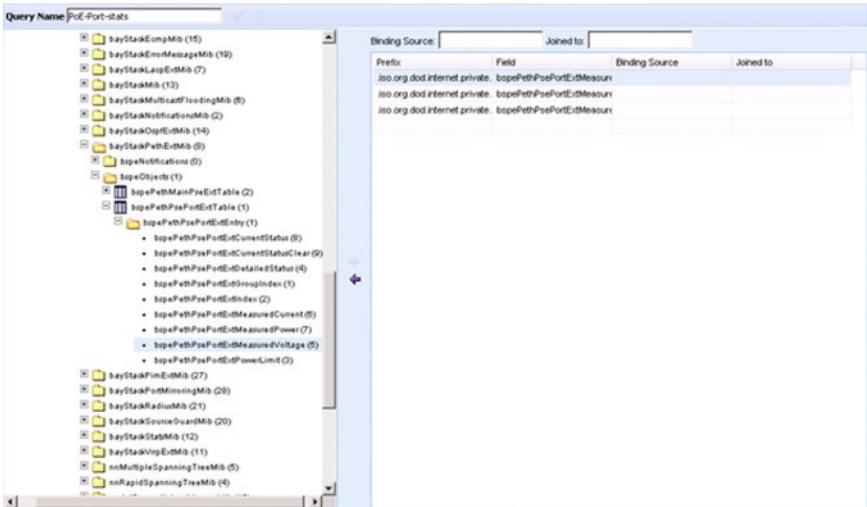 Query Name PoE-Port-stats
bayStackEcmpMib (15)
bayStackErrorMessageMib (19)
bayStackLacpExtMib (7)
bayStackMib (13)
bayStackMulticastFloodingMib (8)
bayStackNotificationsMib (2)
bayStackOspfExtMib (14)
bayStackPethExtMib (8)
bspeNotifications (0)
bspeObjects (1)
bspePethMainPseExtTable (2)
bspePethPsePortExtTable (1)
bspePethPsePortExtEntry (1)
bspePethPsePortExtCurrentStatus (8)
bspePethPsePortExtCurrentStatusClear (9)
bspePethPsePortExtDetailedStatus (4)
bspePethPsePortExtGroupIndex (1)
bspePethPsePortExtIndex (2)
bspePethPsePortExtMeasuredCurrent (6)
bspePethPsePortExtMeasuredPower (7)
bspePethPsePortExtMeasuredVoltage (5)
bspePethPsePortExtPowerLimit (3)
bayStackPimExtMib (27)
bayStackPortMirroringMib (28)
bayStackRadiusMib (21)
bayStackSourceGuardMib (20)
bayStackStatsMib (12)
bayStackVrrpExtMib (11)
nnMultipleSpanningTreeMib (5)
nnRapidSpanningTreeMib (4)
Binding Source: Joined to:
Prefix Field Binding Source Joined to
.iso.org.dod.internet.private. bspePethPsePortExtMeasure
.iso.org.dod.internet.private. bspePethPsePortExtMeasure
.iso.org.dod.internet.private. bspePethPsePortExtMeasure